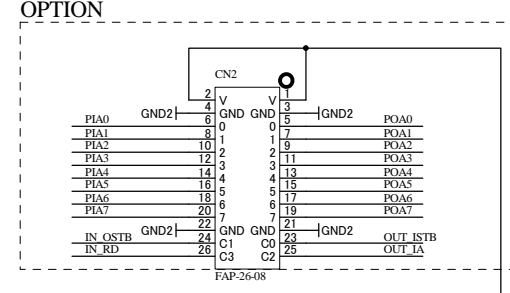 OPTION
CN2
2 V V 1
GND2 4 GND GND 3 GND2
PIA0 6 0 0 5 POA0
PIA1 8 1 1 7 POA1
PIA2 10 2 2 9 POA2
PIA3 12 3 3 11 POA3
PIA4 14 4 4 13 POA4
PIA5 16 5 5 15 POA5
PIA6 18 6 6 17 POA6
PIA7 20 7 7 19 POA7
GND2 22 GND GND 21 GND2
IN_OSTB 24 C1 C0 23 OUT_ISTB
IN_RD 26 C3 C2 25 OUT_IA
FAP-26-08